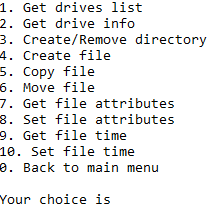 1. Get drives list
2. Get drive info
3. Create/Remove directory
4. Create file
5. Copy file
6. Move file
7. Get file attributes
8. Set file attributes
9. Get file time
10. Set file time
0. Back to main menu
Your choice is